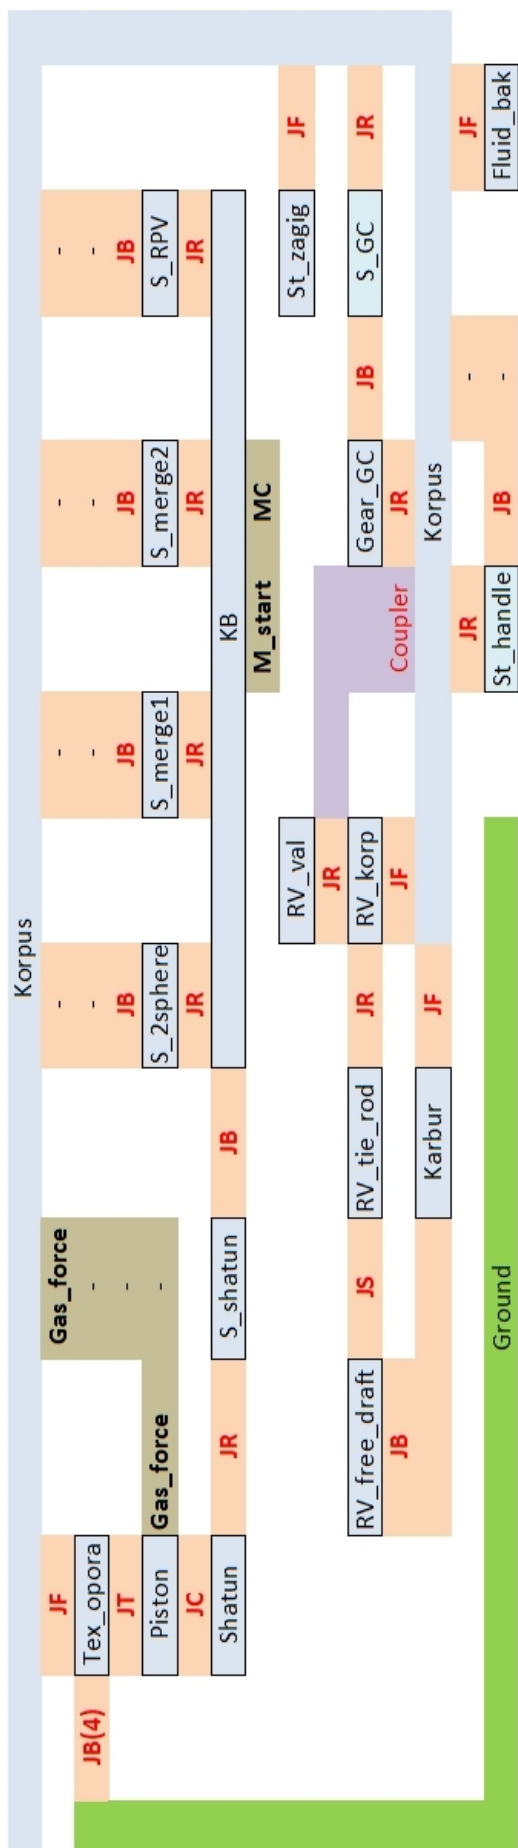 Korpus
JF Gas_force - - - -
JB(4) Tex_opora - - - - -
JT - JB JB JB JB
Piston Gas_force - S_2sphere S_merge1 S_merge2 S_RPV
JC JR JR JR JR
Shatun JR S_shatun JB KB
M_start MC
RV_val St_zagig JF
JR
RV_free_draft JS RV_tie_rod JR RV_korp Gear_GC JB S_GC JR
JB JF Coupler JR
Karbur JF Korpus
JR - JF
Ground St_handle JB - Fluid_bak